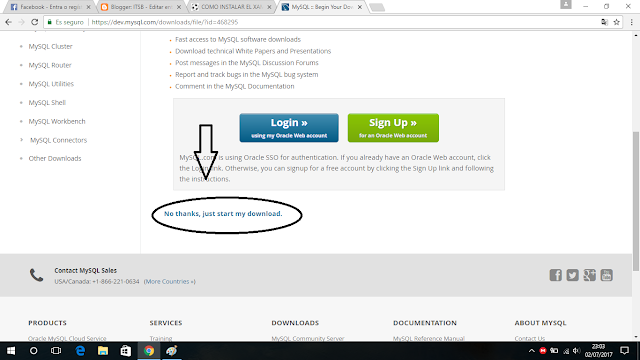 Facebook - Entra o regis
Blogger: ITSB - Editar ent
COMO INSTALAR EL XAM
MySQL :: Begin Your Dow
Es seguro | https://dev.mysql.com/downloads/file/?id=468295
MySQL Cluster
MySQL Router
MySQL Utilities
MySQL Shell
MySQL Workbench
MySQL Connectors
Other Downloads
Fast access to MySQL software downloads
Download technical White Papers and Presentations
Post messages in the MySQL Discussion Forums
Report and track bugs in the MySQL bug system
Comment in the MySQL Documentation
Login »
using my Oracle Web account
Sign Up »
for an Oracle Web account
MySQL.com is using Oracle SSO for authentication. If you already have an Oracle Web account, click
the Login link. Otherwise, you can signup for a free account by clicking the Sign Up link and following
the instructions.
No thanks, just start my download.
Contact MySQL Sales
USA/Canada: +1-866-221-0634 (More Countries »)
PRODUCTS
Oracle MySQL Cloud Service
SERVICES
Training
DOWNLOADS
MySQL Community Server
DOCUMENTATION
MySQL Reference Manual
ABOUT MYSQL
Contact Us
23:03
02/07/2017